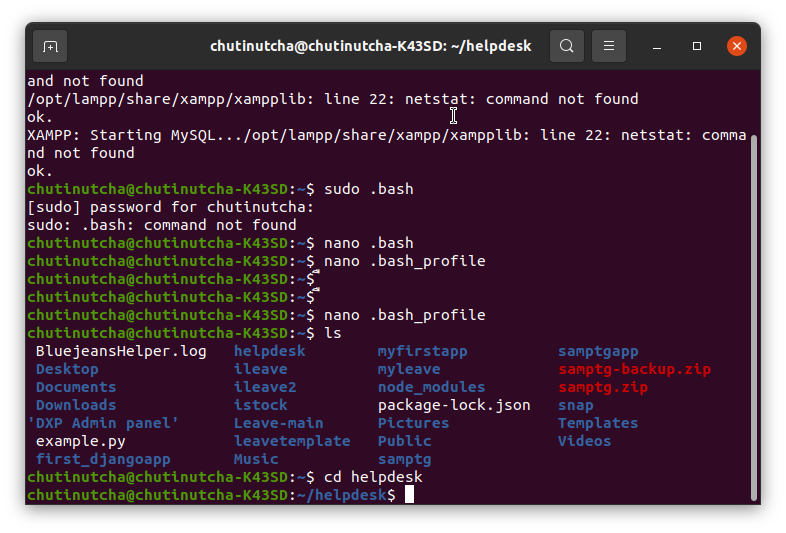 chutinutcha@chutinutcha-K43SD: ~/helpdesk
and not found
/opt/lampp/share/xampp/xampplib: line 22: netstat: command not found
ok.
XAMPP: Starting MySQL.../opt/lampp/share/xampp/xampplib: line 22: netstat: comma
nd not found
ok.
chutinutcha@chutinutcha-K43SD:~$ sudo .bash
[sudo] password for chutinutcha:
sudo: .bash: command not found
chutinutcha@chutinutcha-K43SD:~$ nano .bash
chutinutcha@chutinutcha-K43SD:~$ nano .bash_profile
chutinutcha@chutinutcha-K43SD:~$
chutinutcha@chutinutcha-K43SD:~$
chutinutcha@chutinutcha-K43SD:~$ nano .bash_profile
chutinutcha@chutinutcha-K43SD:~$ ls
BluejeansHelper.log helpdesk myfirstapp samptgapp
Desktop ileave myleave samptg-backup.zip
Documents ileave2 node_modules samptg.zip
Downloads istock package-lock.json snap
'DXP Admin panel' Leave-main Pictures Templates
example.py leavetemplate Public Videos
first_djangoapp Music samptg
chutinutcha@chutinutcha-K43SD:~$ cd helpdesk
chutinutcha@chutinutcha-K43SD:~/helpdesk$